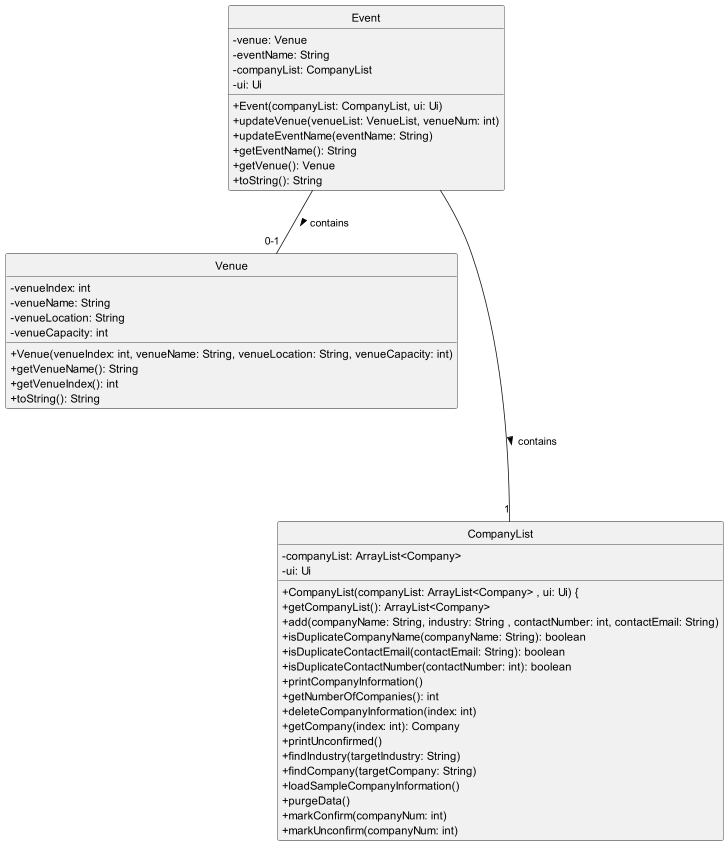 Event
-venue: Venue
-eventName: String
-companyList: CompanyList
-ui: Ui
+Event(companyList: CompanyList, ui: Ui)
+updateVenue(venueList: VenueList, venueNum: int)
+updateEventName(eventName: String)
+getEventName(): String
+getVenue(): Venue
+toString(): String
contains
0-1
Venue
-venueIndex: int
-venueName: String
-venueLocation: String
-venueCapacity: int
+Venue(venueIndex: int, venueName: String, venueLocation: String, venueCapacity: int)
+getVenueName(): String
+getVenueIndex(): int
+toString(): String
contains
1
CompanyList
-companyList: ArrayList<Company>
-ui: Ui
+CompanyList(companyList: ArrayList<Company> , ui: Ui) {
+getCompanyList(): ArrayList<Company>
+add(companyName: String, industry: String , contactNumber: int, contactEmail: String)
+isDuplicateCompanyName(companyName: String): boolean
+isDuplicateContactEmail(contactEmail: String): boolean
+isDuplicateContactNumber(contactNumber: int): boolean
+printCompanyInformation()
+getNumberOfCompanies(): int
+deleteCompanyInformation(index: int)
+getCompany(index: int): Company
+printUnconfirmed()
+findIndustry(targetIndustry: String)
+findCompany(targetCompany: String)
+loadSampleCompanyInformation()
+purgeData()
+markConfirm(companyNum: int)
+markUnconfirm(companyNum: int)